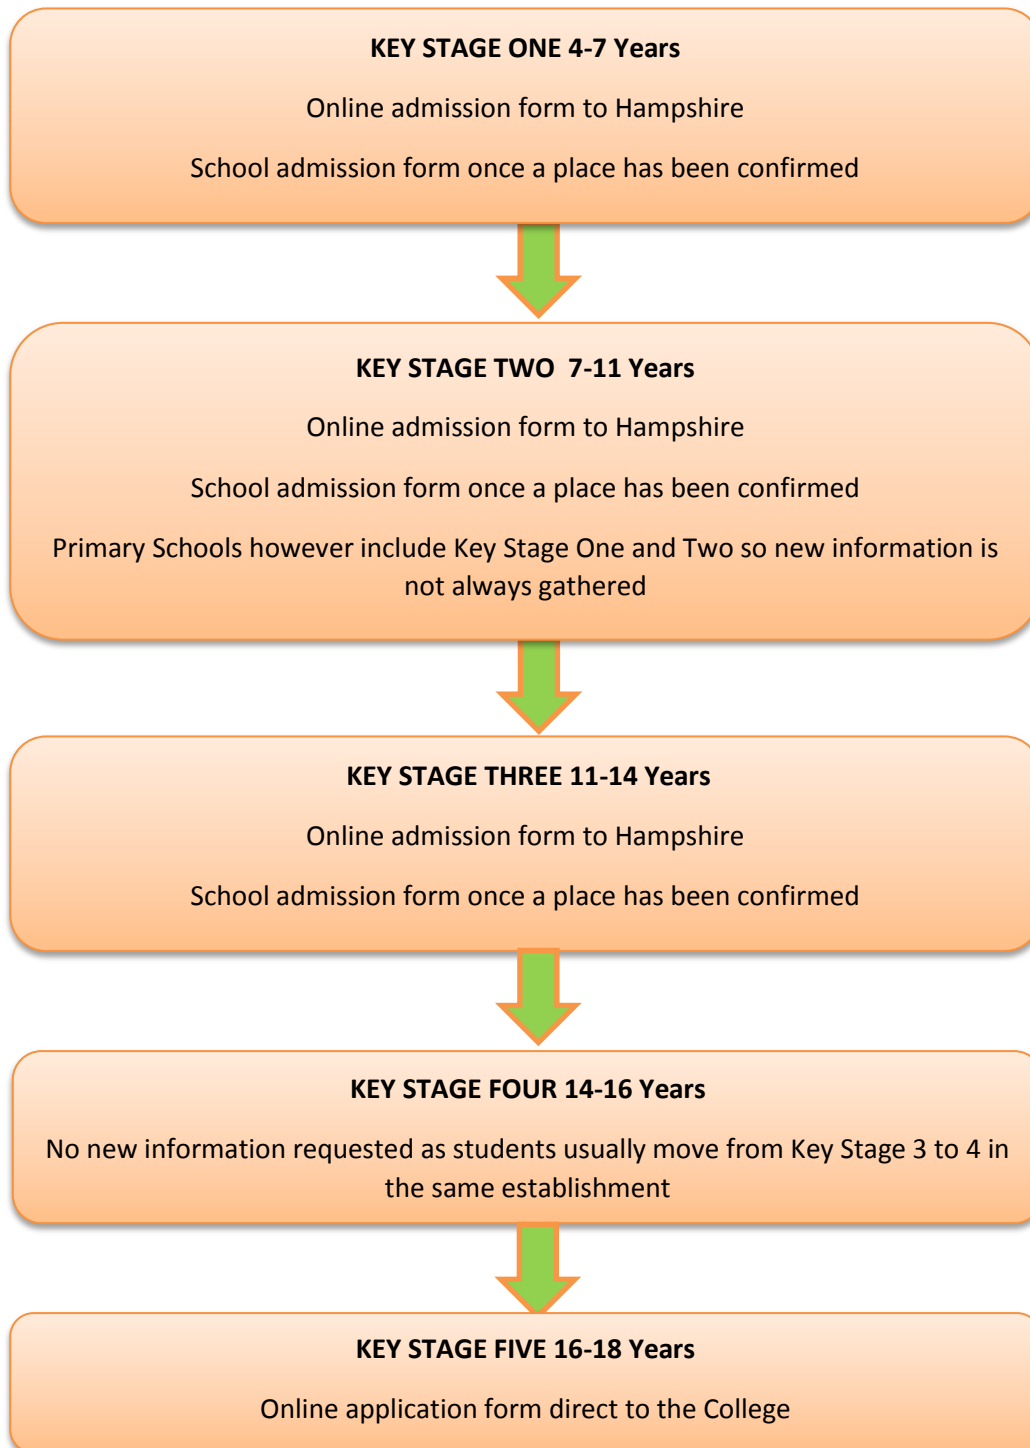 KEY STAGE ONE 4-7 Years
Online admission form to Hampshire
School admission form once a place has been confirmed
KEY STAGE TWO  7-11 Years
Online admission form to Hampshire
School admission form once a place has been confirmed
Primary Schools however include Key Stage One and Two so new information is
not always gathered
KEY STAGE THREE 11-14 Years
Online admission form to Hampshire
School admission form once a place has been confirmed
KEY STAGE FOUR 14-16 Years
No new information requested as students usually move from Key Stage 3 to 4 in
the same establishment
KEY STAGE FIVE 16-18 Years
Online application form direct to the College